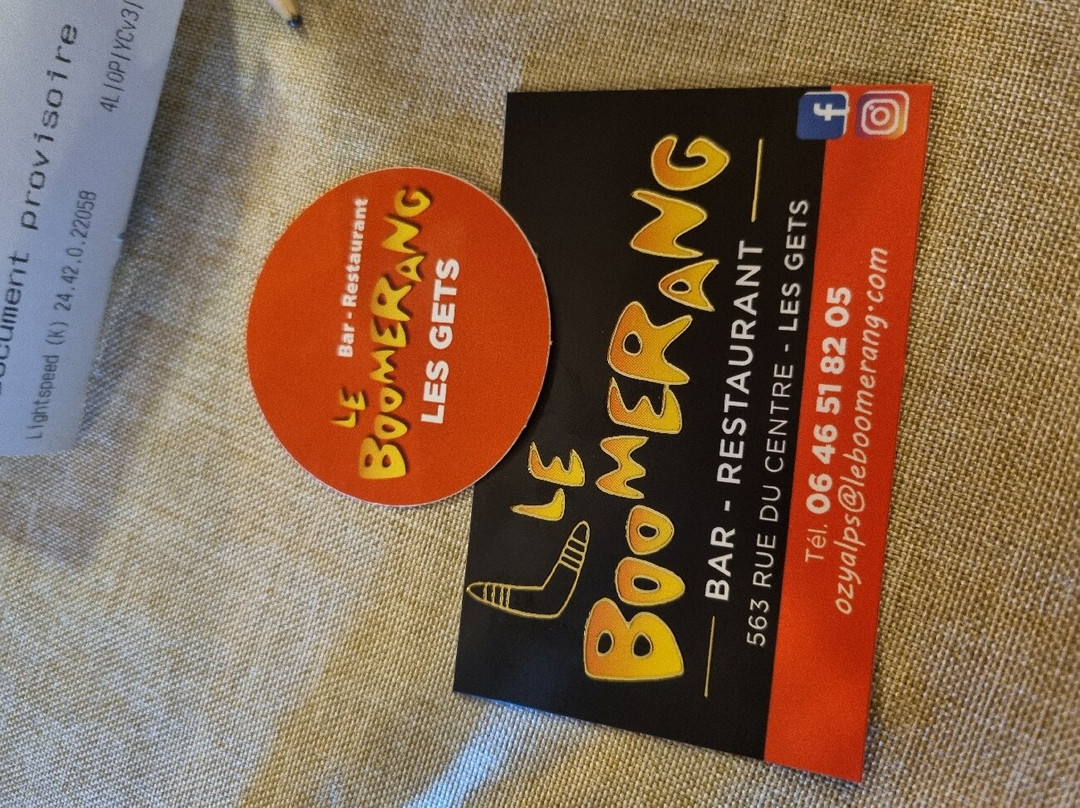 Document provisoire
4L|OP|YCv3|
Lightspeed (K) 24.42.0.22058
Bar - Restaurant
LE
BOOMERANG
LES GETS
LE
BOOMERANG
BAR - RESTAURANT
563 RUE DU CENTRE - LES GETS
Tél. 06 46 51 82 05
ozyalps@leboomerang.com